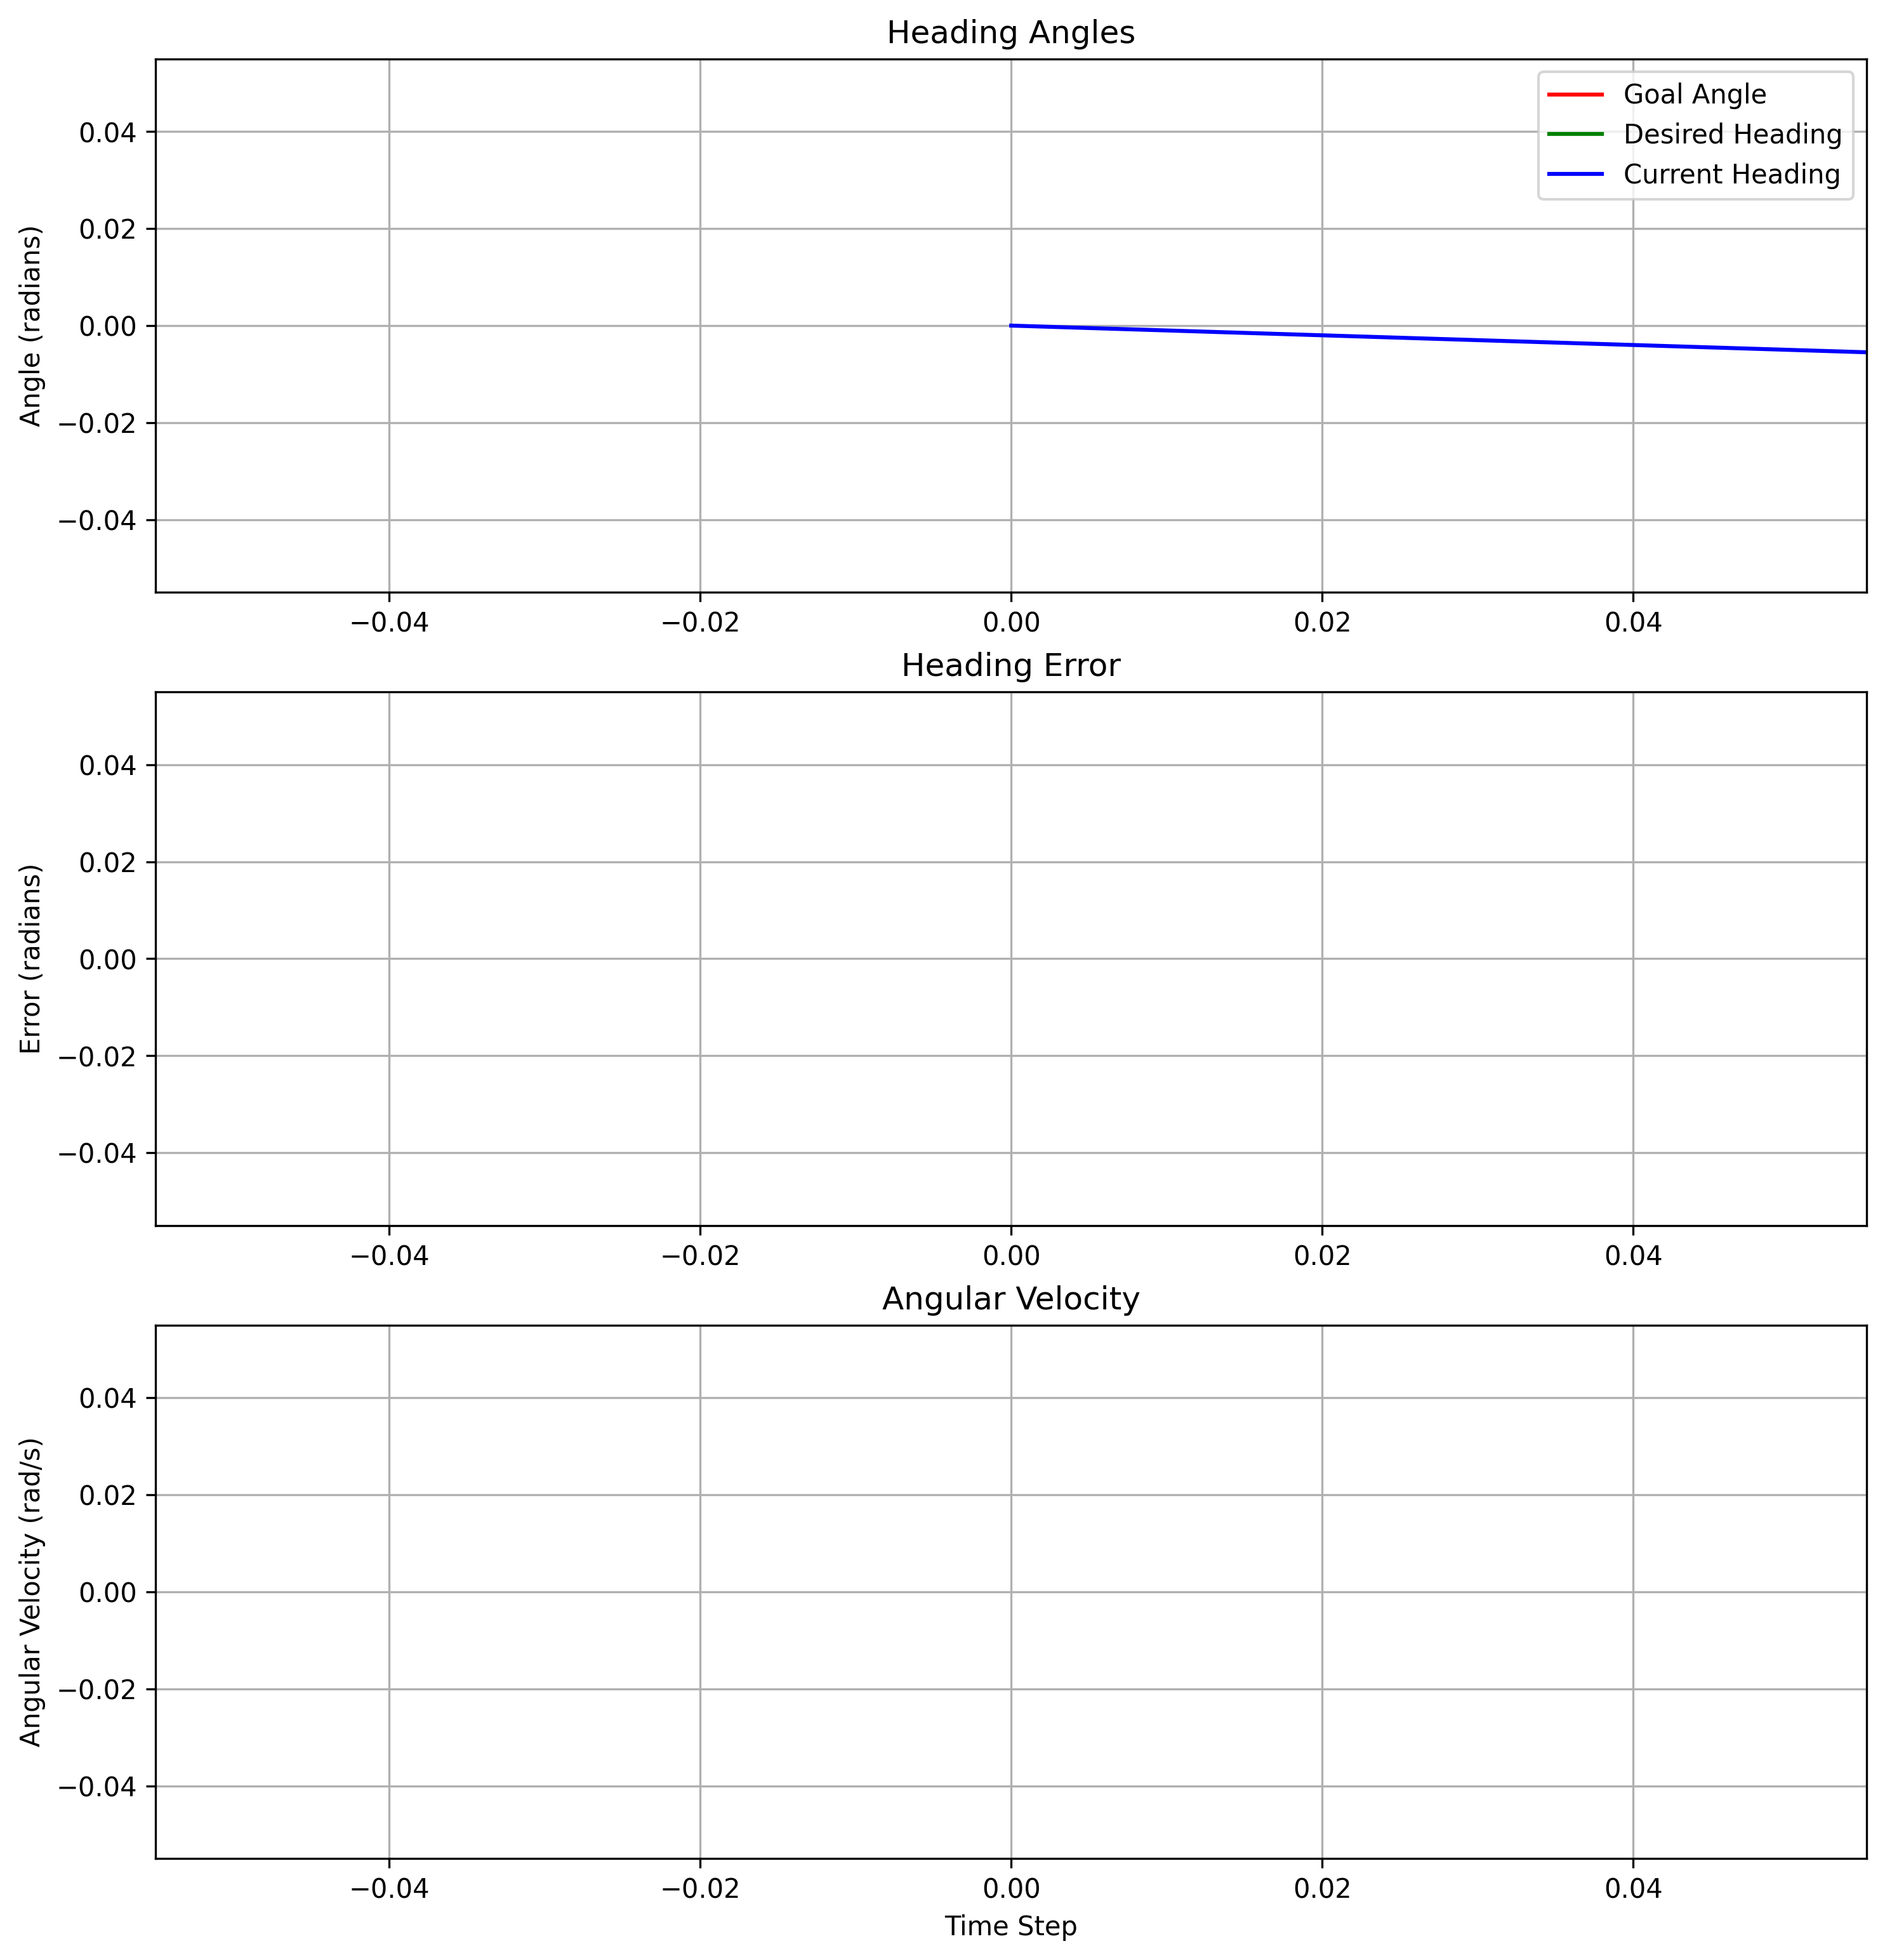 Heading Angles
Angle (radians)
0.04
0.02
0.00
−0.02
−0.04
Goal Angle
Desired Heading
Current Heading
−0.04 −0.02 0.00 0.02 0.04
Heading Error
Error (radians)
0.04
0.02
0.00
−0.02
−0.04
−0.04 −0.02 0.00 0.02 0.04
Angular Velocity
Angular Velocity (rad/s)
0.04
0.02
0.00
−0.02
−0.04
−0.04 −0.02 0.00 0.02 0.04
Time Step